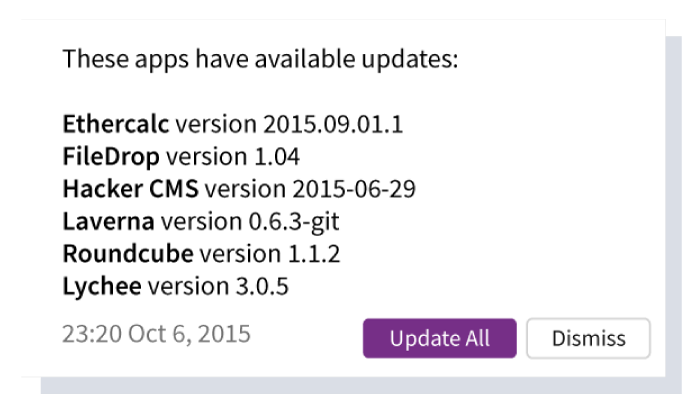 These apps have available updates:
Ethercalc version 2015.09.01.1
FileDrop version 1.04
Hacker CMS version 2015-06-29
Laverna version 0.6.3-git
Roundcube version 1.1.2
Lychee version 3.0.5
23:20 Oct 6, 2015 Update All Dismiss